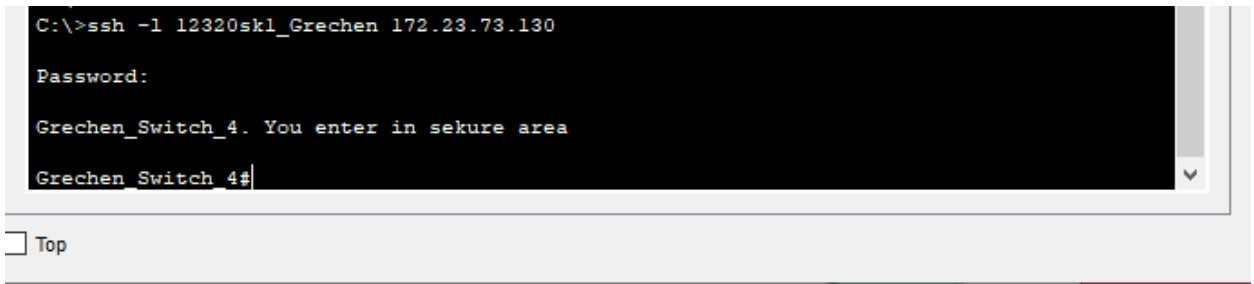 C:\>ssh -l 12320skl_Grechen 172.23.73.130
Password:
Grechen_Switch_4. You enter in sekure area
Grechen_Switch_4#
Top